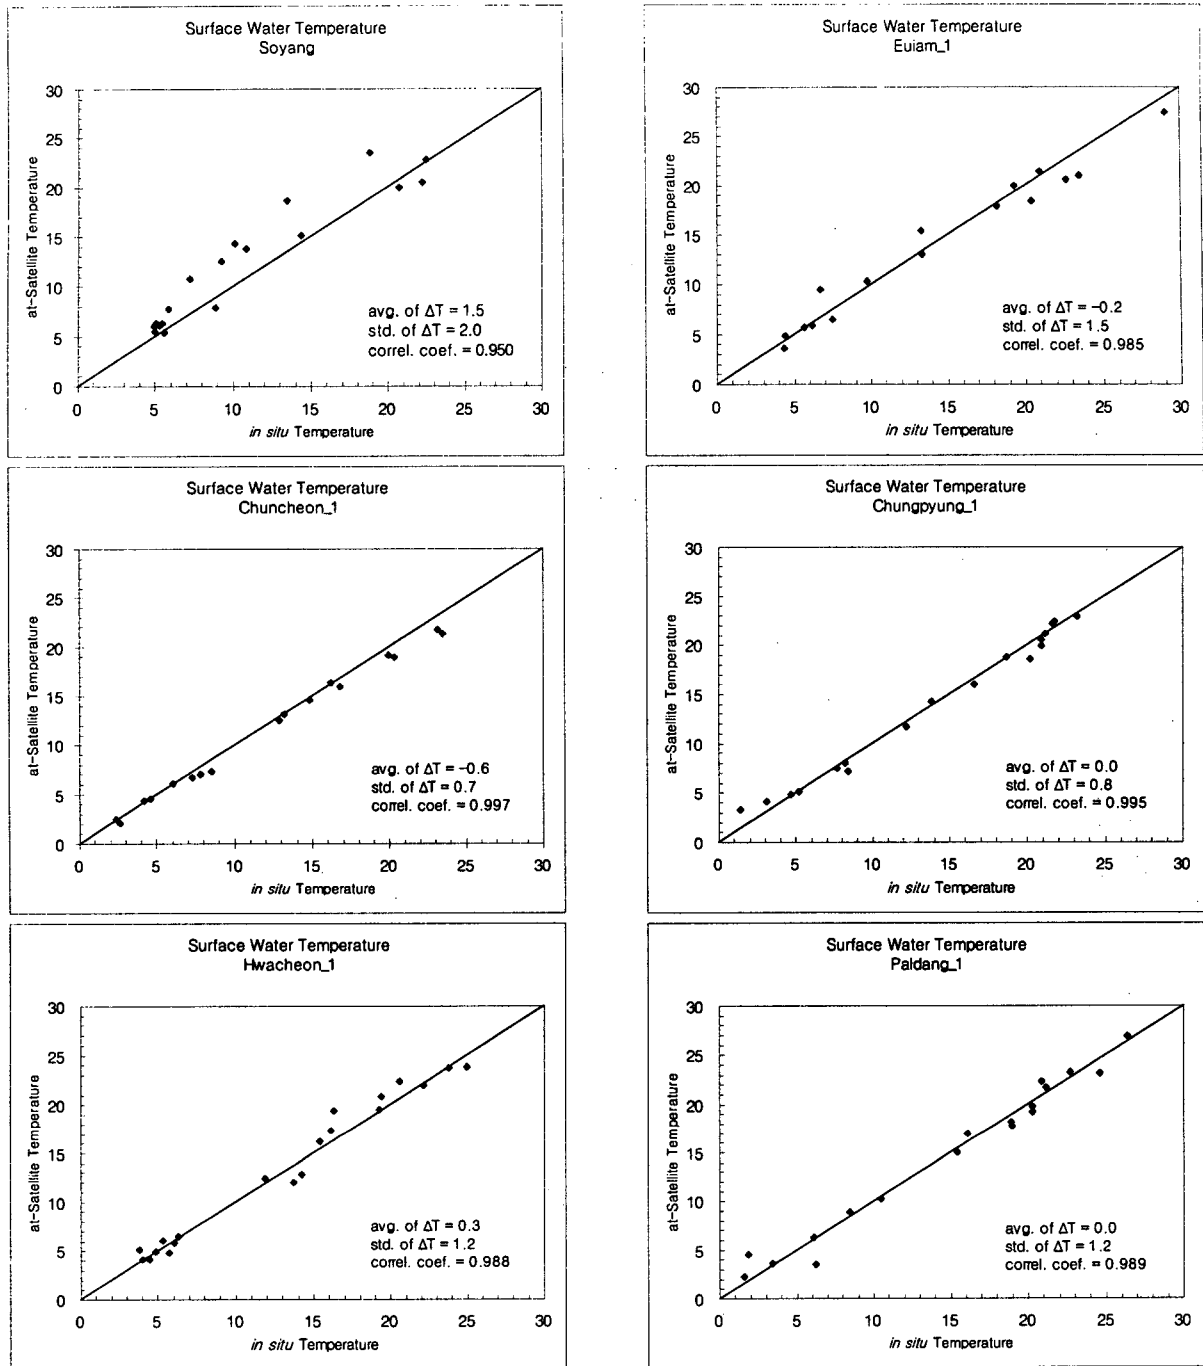 Surface Water Temperature
Soyang
at-Satellite Temperature
30
25
20
15
10
5
0
avg. of ΔT = 1.5
std. of ΔT = 2.0
correl. coef. = 0.950
0 5 10 15 20 25 30
in situ Temperature
Surface Water Temperature
Euiam_1
at-Satellite Temperature
30
25
20
15
10
5
0
avg. of ΔT = -0.2
std. of ΔT = 1.5
correl. coef. = 0.985
0 5 10 15 20 25 30
in situ Temperature
Surface Water Temperature
Chuncheon_1
at-Satellite Temperature
30
25
20
15
10
5
0
avg. of ΔT = -0.6
std. of ΔT = 0.7
correl. coef. = 0.997
0 5 10 15 20 25 30
in situ Temperature
Surface Water Temperature
Chungpyung_1
at-Satellite Temperature
30
25
20
15
10
5
0
avg. of ΔT = 0.0
std. of ΔT = 0.8
correl. coef. = 0.995
0 5 10 15 20 25 30
in situ Temperature
Surface Water Temperature
Hwacheon_1
at-Satellite Temperature
30
25
20
15
10
5
0
avg. of ΔT = 0.3
std. of ΔT = 1.2
correl. coef. = 0.988
0 5 10 15 20 25 30
in situ Temperature
Surface Water Temperature
Paldang_1
at-Satellite Temperature
30
25
20
15
10
5
0
avg. of ΔT = 0.0
std. of ΔT = 1.2
correl. coef. = 0.989
0 5 10 15 20 25 30
in situ Temperature